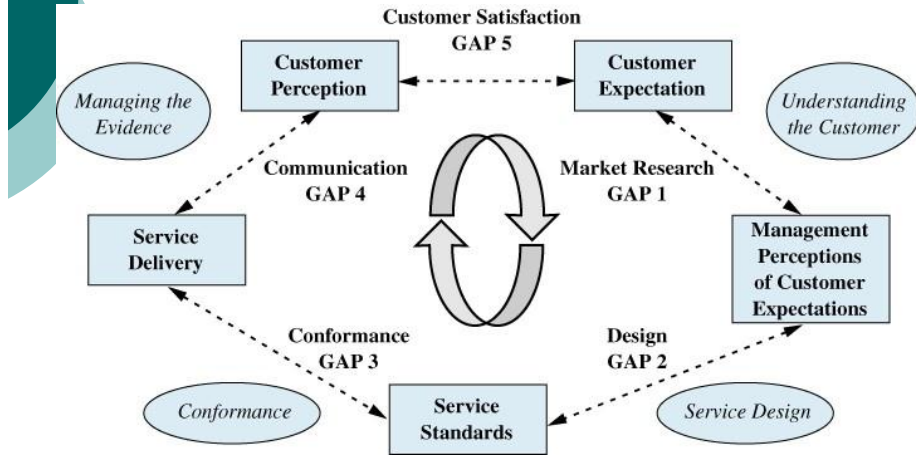 Customer Satisfaction
GAP 5
Customer
Perception
Customer
Expectation
Managing the
Evidence
Understanding
the Customer
Communication
GAP 4
Market Research
GAP 1
Service
Delivery
Management
Perceptions
of Customer
Expectations
Conformance
GAP 3
Design
GAP 2
Conformance
Service
Standards
Service Design